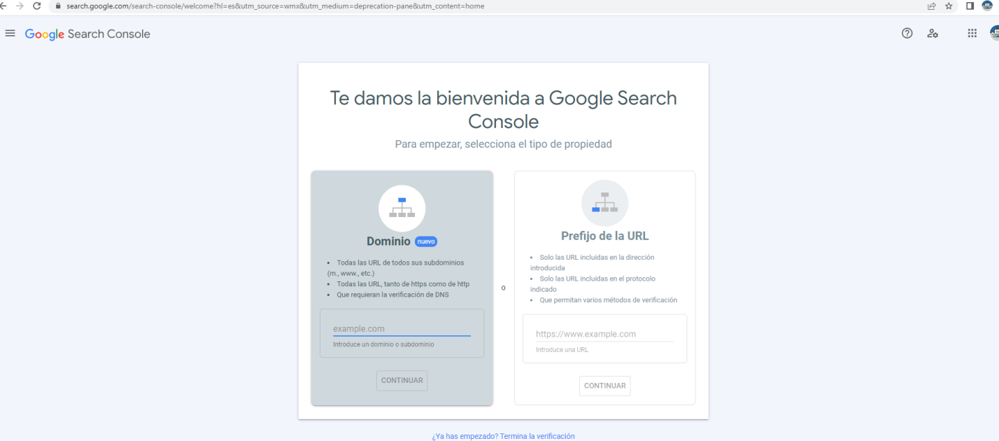 search.google.com/search-console/welcome?hl=es&utm_source=wmx&utm_medium=deprecation-pane&utm_content=home
Google Search Console
Te damos la bienvenida a Google Search
Console
Para empezar, selecciona el tipo de propiedad
Dominio nuevo
• Todas las URL de todos sus subdominios
(m., www., etc.)
• Todas las URL, tanto de https como de http
• Que requieran la verificación de DNS
example.com
Introduce un dominio o subdominio
CONTINUAR
o
Prefijo de la URL
• Solo las URL incluidas en la dirección
introducida
• Solo las URL incluidas en el protocolo
indicado
• Que permitan varios métodos de verificación
https://www.example.com
Introduce una URL
CONTINUAR
¿Ya has empezado? Termina la verificación